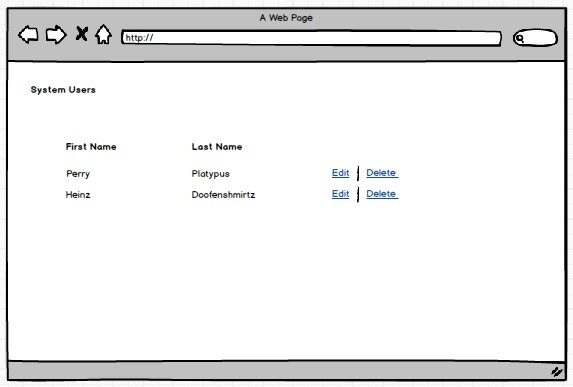 A Web Page
http://
System Users
First Name Last Name
Perry Platypus Edit | Delete
Heinz Doofenshmirtz Edit | Delete